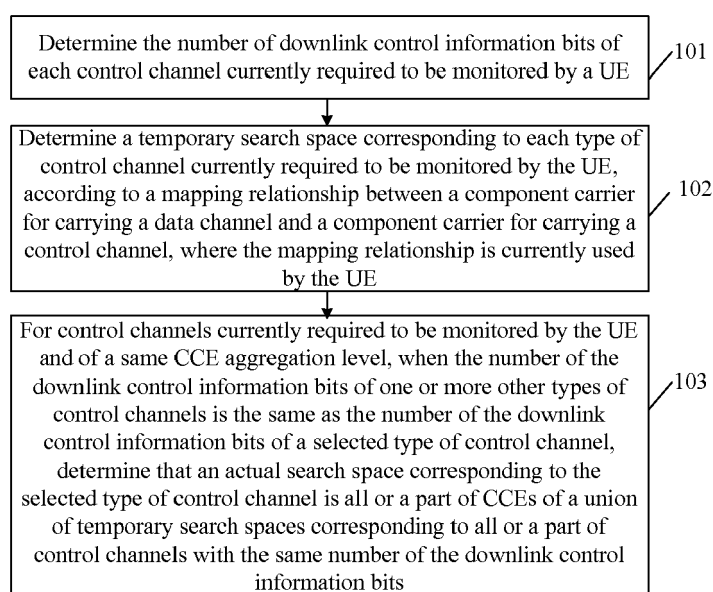 Determine the number of downlink control information bits of
each control channel currently required to be monitored by a UE
101
Determine a temporary search space corresponding to each type of
control channel currently required to be monitored by the UE,
according to a mapping relationship between a component carrier
for carrying a data channel and a component carrier for carrying a
control channel, where the mapping relationship is currently used
by the UE
102
For control channels currently required to be monitored by the UE
and of a same CCE aggregation level, when the number of the
downlink control information bits of one or more other types of
control channels is the same as the number of the downlink
control information bits of a selected type of control channel,
determine that an actual search space corresponding to the
selected type of control channel is all or a part of CCEs of a union
of temporary search spaces corresponding to all or a part of
control channels with the same number of the downlink control
information bits
103